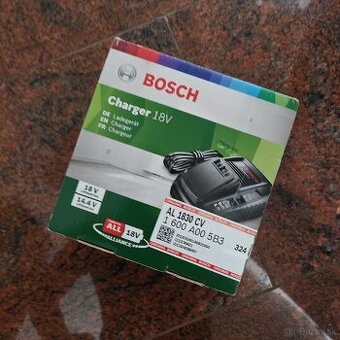 BOSCH
Charger 18V
DE Ladegerät
EN Charger
FR Chargeur
18 V
14.4 V
AL 1830 CV
1 600 A00 5B3
324
ALL
18V
ALLIANCE